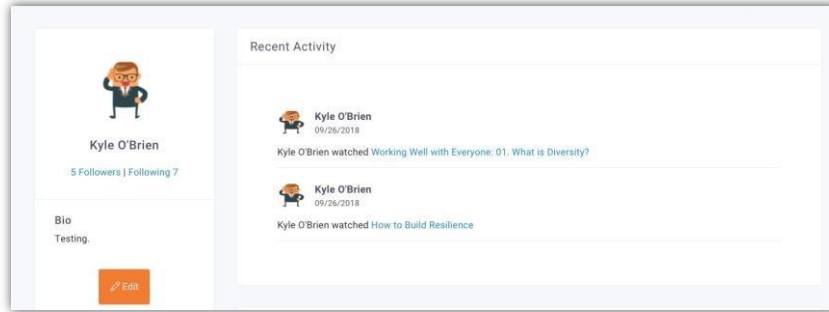 Kyle O'Brien
5 Followers | Following 7
Bio
Testing.
Edit
Recent Activity
Kyle O'Brien
09/26/2018
Kyle O'Brien watched Working Well with Everyone: 01. What is Diversity?
Kyle O'Brien
09/26/2018
Kyle O'Brien watched How to Build Resilience